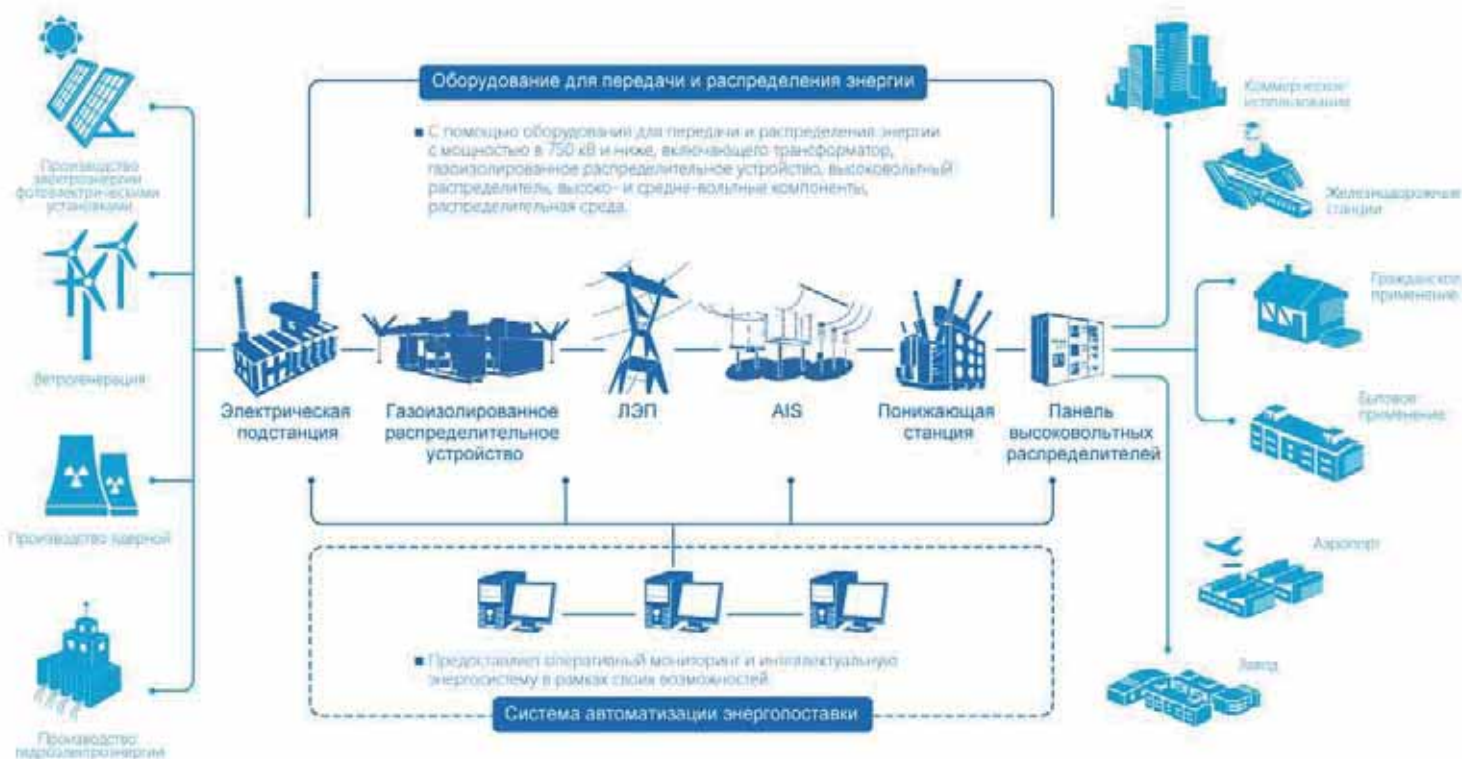 Оборудование для передачи и распределения энергии
■ С помощью оборудования для передачи и распределения энергии
с мощностью в 750 кВ и ниже, включающего трансформатор,
газоизолированное распределительное устройство, высоковольтный
распределитель, высоко- и средне-вольтные компоненты,
распределительная среда.
Производство
электроэнергии
фотоэлектрическими
установками
Ветрогенерация
Производство ядерной
Производство
гидроэлектроэнергии
Электрическая
подстанция
Газоизолированное
распределительное
устройство
ЛЭП
AIS
Понижающая
станция
Панель
высоковольтных
распределителей
■ Предоставляет оперативный мониторинг и интеллектуальную
энергосистему в рамках своих возможностей.
Система автоматизации энергопоставки
Коммерческое
использование
Железнодорожные
станции
Гражданское
применение
Бытовое
применение
Аэропорт
Завод